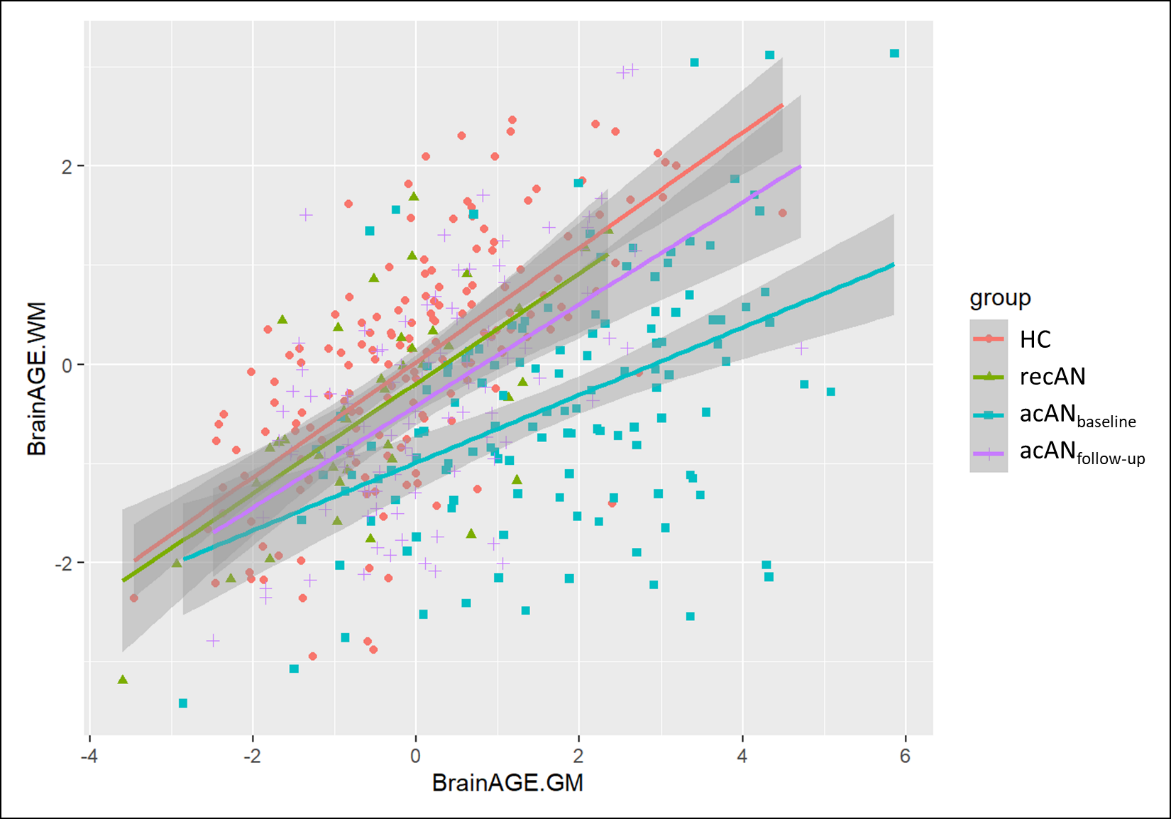 BrainAGE.WM
2
0
-2
-4
-2
0
2
4
6
BrainAGE.GM
group
HC
recAN
acANbaseline
acANfollow-up